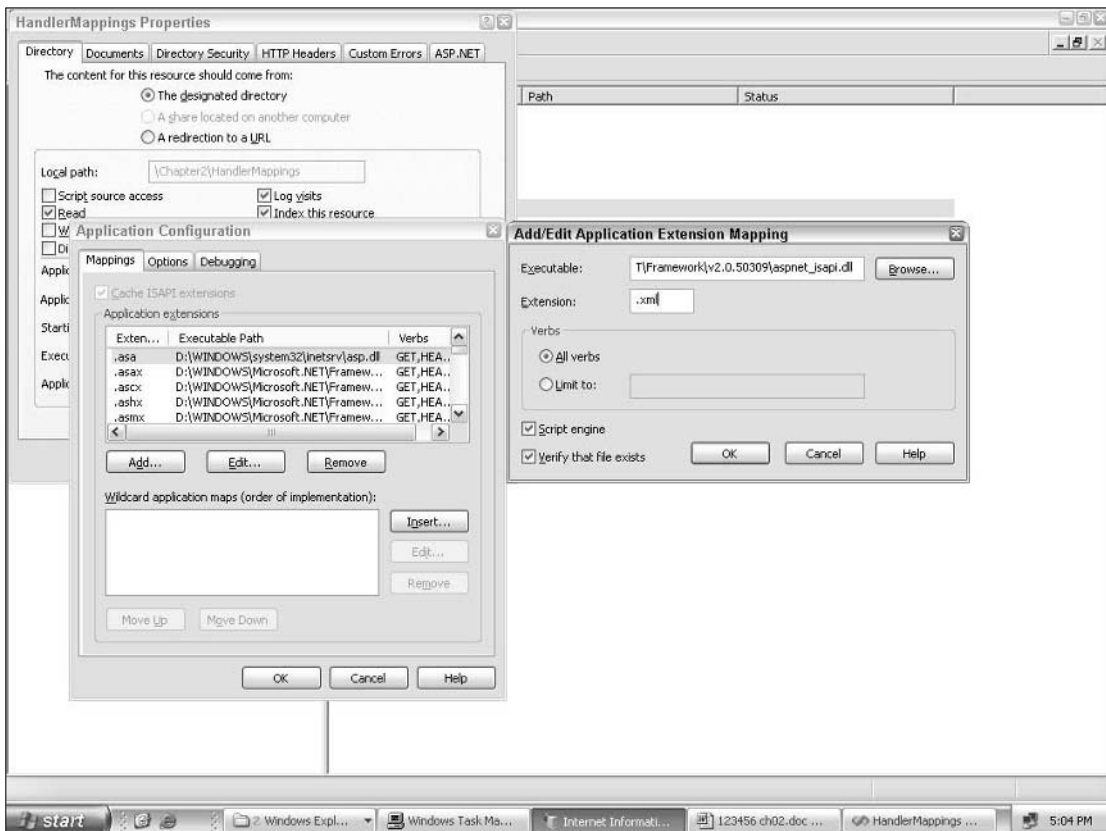 HandlerMappings Properties
Directory Documents Directory Security HTTP Headers Custom Errors ASP.NET
The content for this resource should come from:
The designated directory
A share located on another computer
A redirection to a URL
Local path: \Chapter2\HandlerMappings
Script source access
Log visits
Read
Index this resource
W
Di
Applic
Applic
Starti
Execu
Applic
Path Status
Application Configuration
Mappings Options Debugging
Cache ISAPI extensions
Application extensions
Exten... Executable Path Verbs
.asa D:\WINDOWS\system32\inetsrv\asp.dll GET,HEA..
.asax D:\WINDOWS\Microsoft.NET\Framew... GET,HEA..
.ascx D:\WINDOWS\Microsoft.NET\Framew... GET,HEA..
.ashx D:\WINDOWS\Microsoft.NET\Framew... GET,HEA..
.asmx D:\WINDOWS\Microsoft.NET\Framew... GET,HEA..
Add... Edit... Remove
Wildcard application maps (order of implementation):
Insert...
Edit...
Remove
Move Up Move Down
OK Cancel Help
Add/Edit Application Extension Mapping
Executable: T\Framework\v2.0.50309\aspnet_isapi.dll Browse...
Extension: .xml
Verbs
All verbs
Limit to:
Script engine
Verify that file exists
OK Cancel Help
start 2 Windows Expl... Windows Task Ma... Internet Informati... 123456 ch02.doc ... HandlerMappings ... 5:04 PM